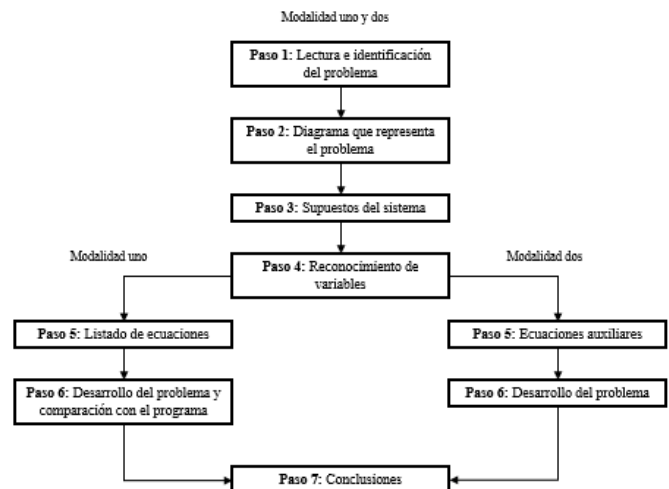 Modalidad uno y dos
Paso 1: Lectura e identificación
del problema
Paso 2: Diagrama que representa
el problema
Paso 3: Supuestos del sistema
Modalidad uno
Modalidad dos
Paso 4: Reconocimiento de
variables
Paso 5: Listado de ecuaciones
Paso 5: Ecuaciones auxiliares
Paso 6: Desarrollo del problema y
comparación con el programa
Paso 6: Desarrollo del problema
Paso 7: Conclusiones